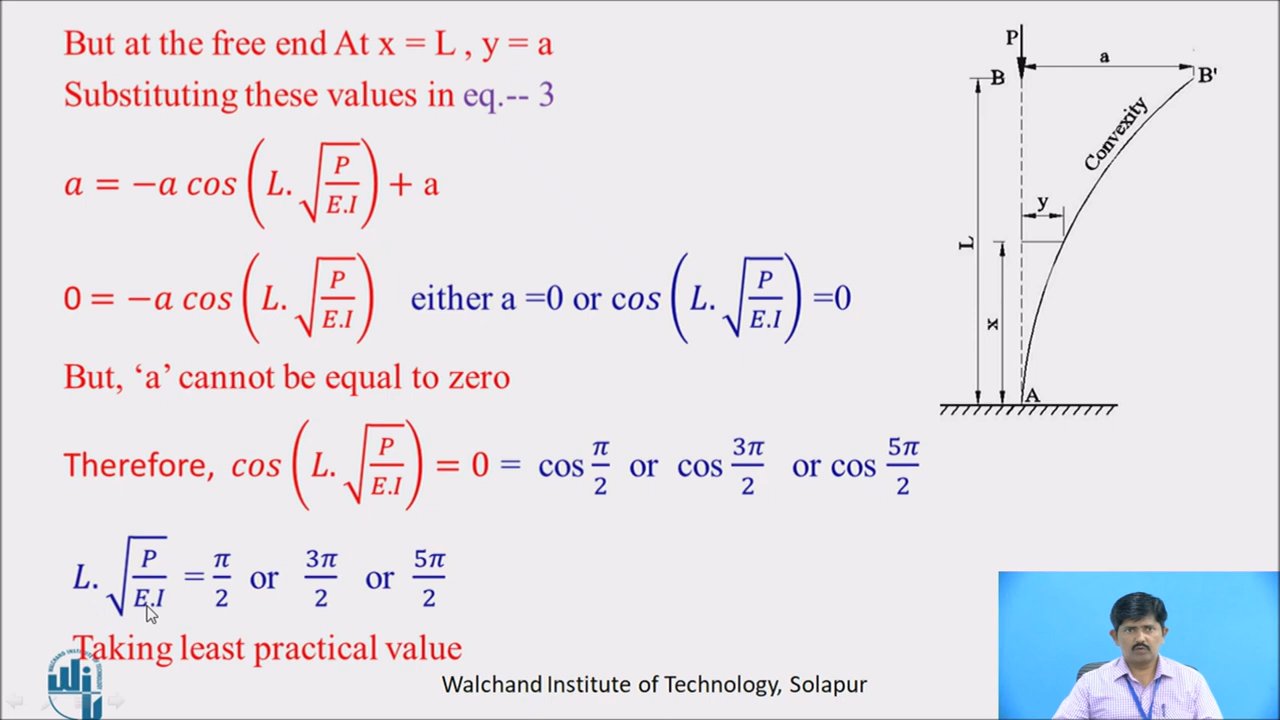 But at the free end At x = L , y = a
Substituting these values in eq.-- 3
a = −a cos (L. √(P/E.I)) + a
0 = −a cos (L. √(P/E.I)) either a =0 or cos (L. √(P/E.I)) =0
But, ‘a’ cannot be equal to zero
Therefore, cos (L. √(P/E.I)) = 0 = cos π/2 or cos 3π/2 or cos 5π/2
L. √(P/E.I) = π/2 or 3π/2 or 5π/2
Taking least practical value
Walchand Institute of Technology, Solapur
P
a
B
B'
Convexity
y
L
x
A